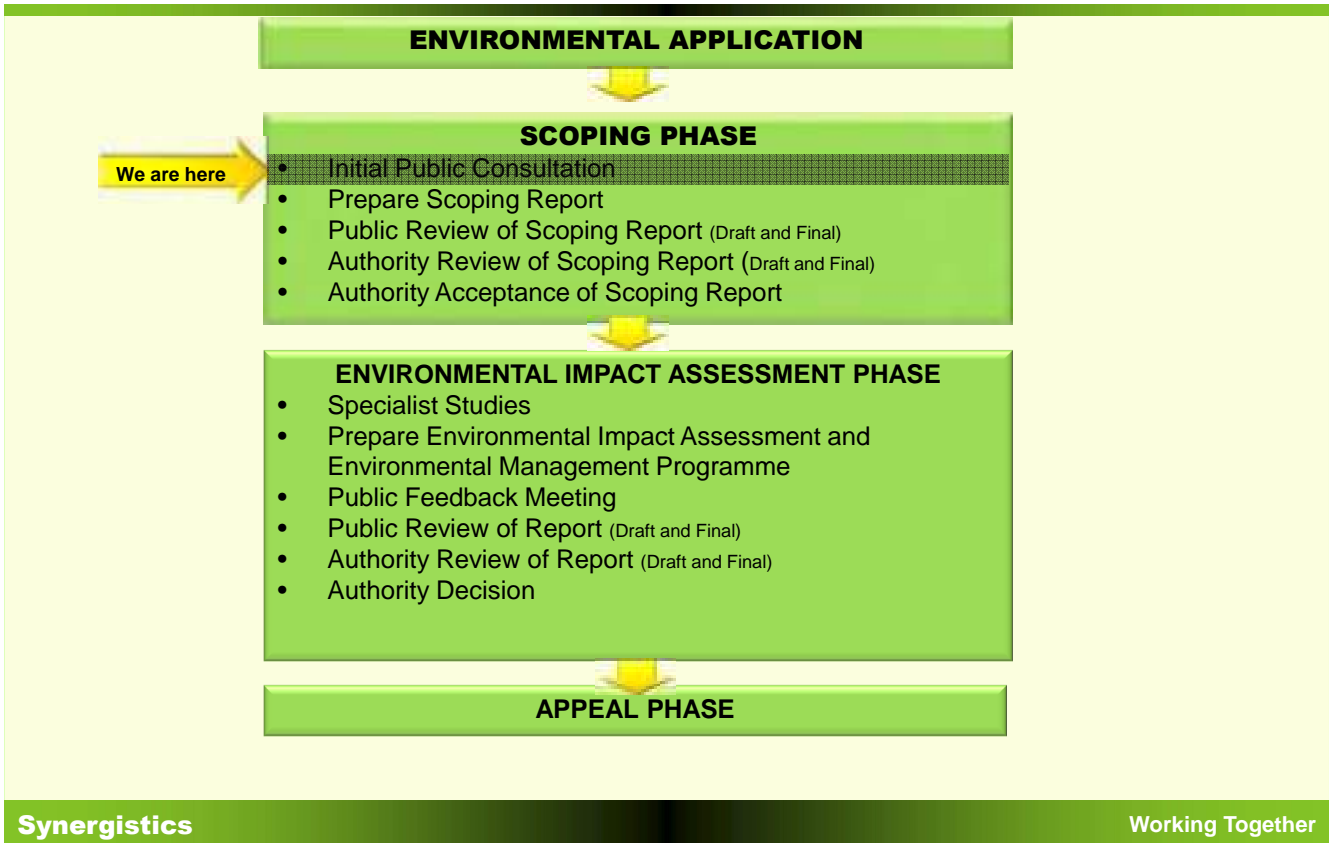 ENVIRONMENTAL APPLICATION
SCOPING PHASE
We are here
• Initial Public Consultation
• Prepare Scoping Report
• Public Review of Scoping Report (Draft and Final)
• Authority Review of Scoping Report (Draft and Final)
• Authority Acceptance of Scoping Report
ENVIRONMENTAL IMPACT ASSESSMENT PHASE
• Specialist Studies
• Prepare Environmental Impact Assessment and
Environmental Management Programme
• Public Feedback Meeting
• Public Review of Report (Draft and Final)
• Authority Review of Report (Draft and Final)
• Authority Decision
APPEAL PHASE
Synergistics
Working Together